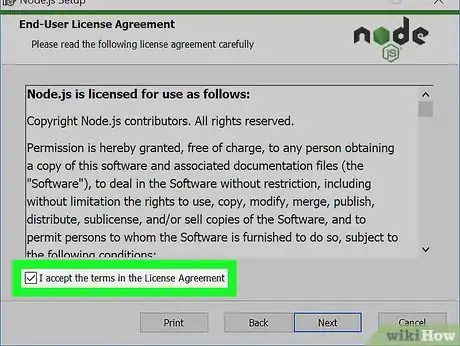 Node.js Setup
End-User License Agreement
Please read the following license agreement carefully
node
JS
Node.js is licensed for use as follows:
Copyright Node.js contributors. All rights reserved.
Permission is hereby granted, free of charge, to any person obtaining
a copy of this software and associated documentation files (the
"Software"), to deal in the Software without restriction, including
without limitation the rights to use, copy, modify, merge, publish,
distribute, sublicense, and/or sell copies of the Software, and to
permit persons to whom the Software is furnished to do so, subject to
the following conditions:
I accept the terms in the License Agreement
Print Back Next Cancel
wikiHow